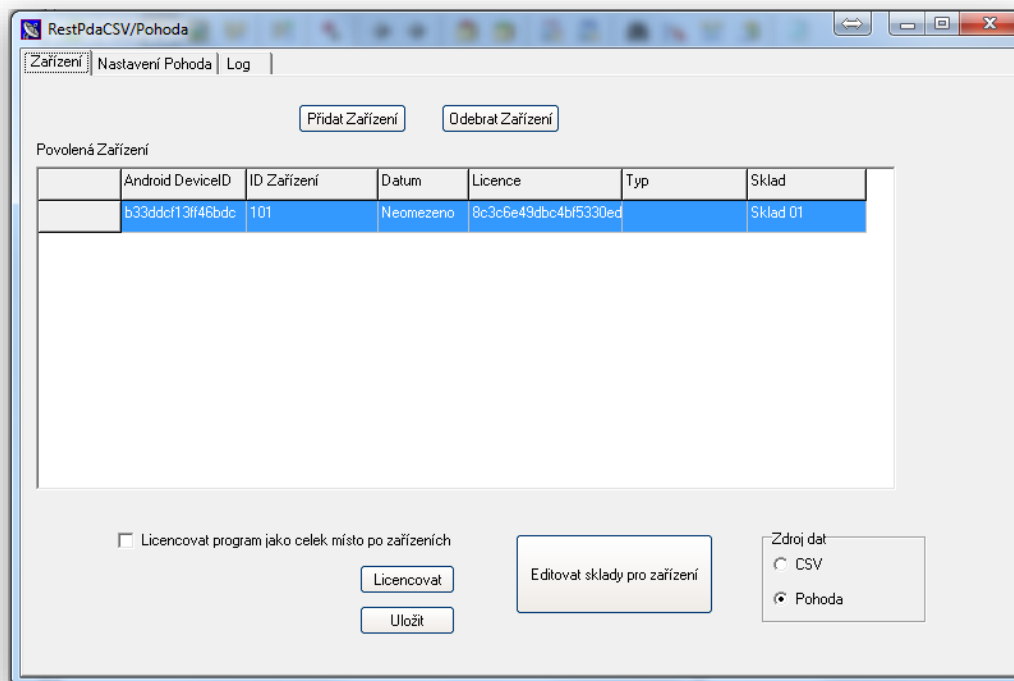 RestPdaCSV/Pohoda
Zařízení Nastavení Pohoda Log
Přidat Zařízení Odebrat Zařízení
Povolená Zařízení
Android DeviceID ID Zařízení Datum Licence Typ Sklad
b33ddcf13ff46bdc 101 Neomezeno 8c3c6e49dbc4bf5330ed Sklad 01
Licencovat program jako celek místo po zařízeních
Licencovat
Uložit
Editovat sklady pro zařízení
Zdroj dat
CSV
Pohoda